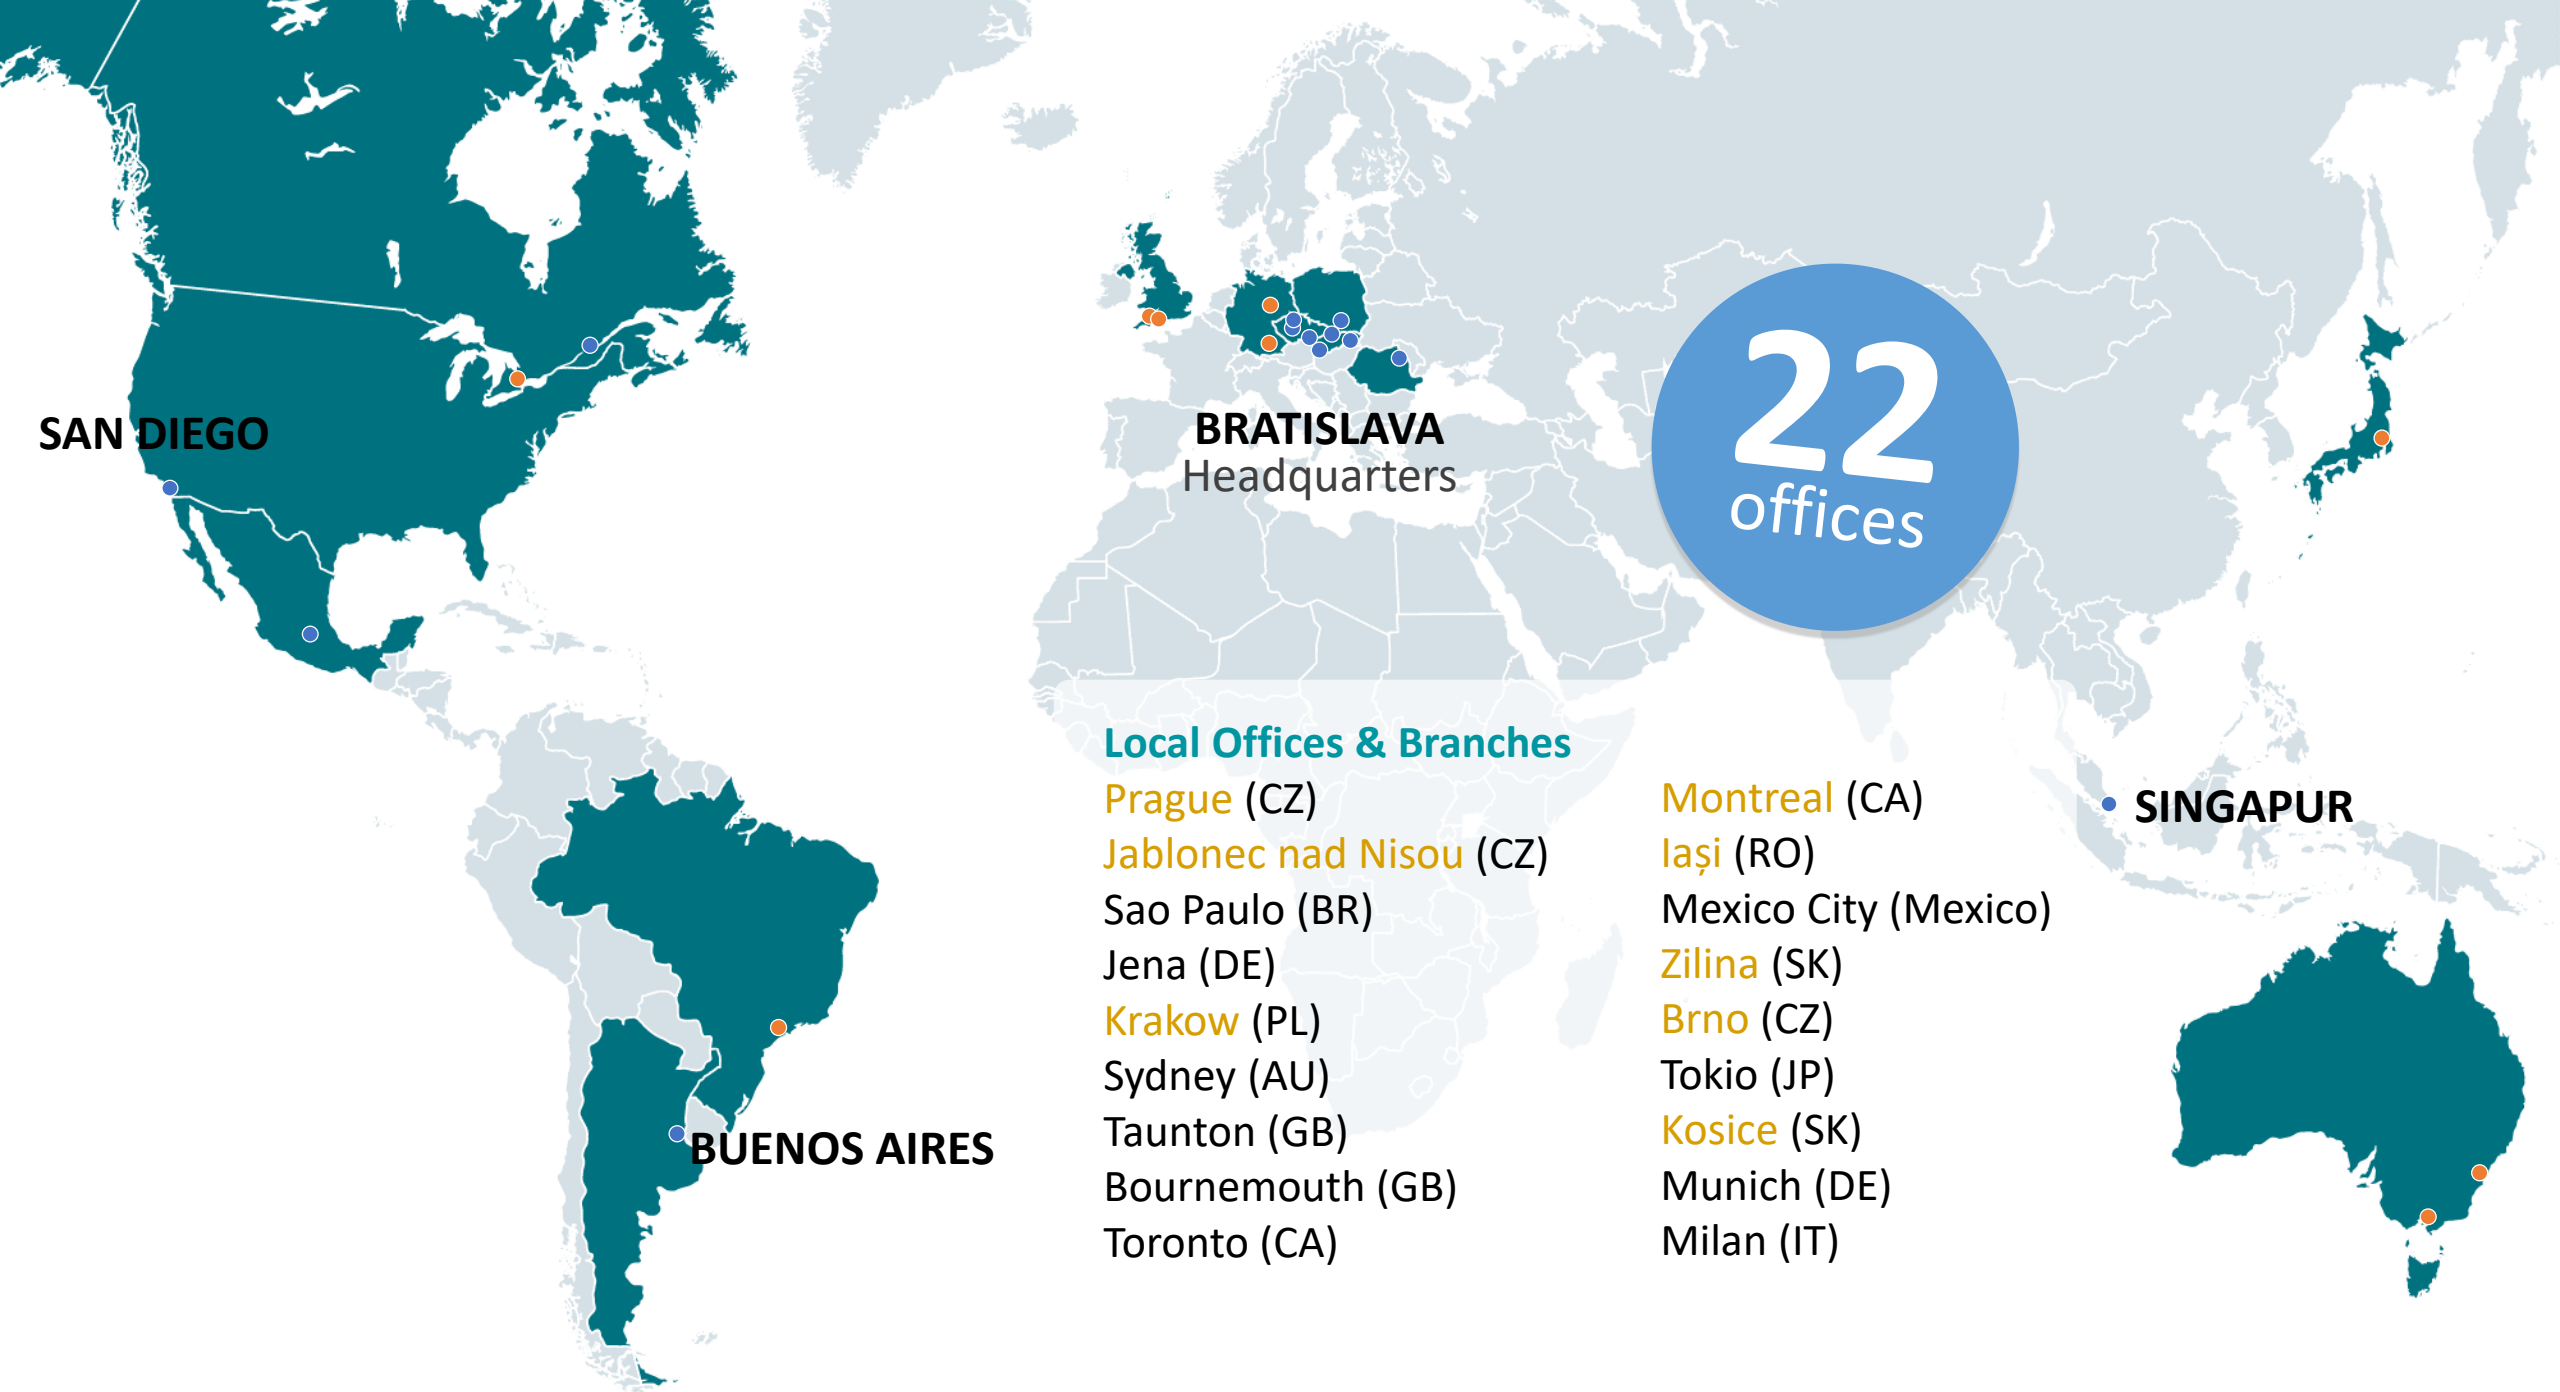 SAN DIEGO
BRATISLAVA
Headquarters
22
offices
Local Offices & Branches
Prague (CZ)
Jablonec nad Nisou (CZ)
Sao Paulo (BR)
Jena (DE)
Krakow (PL)
Sydney (AU)
Taunton (GB)
Bournemouth (GB)
Toronto (CA)
Montreal (CA)
Iași (RO)
Mexico City (Mexico)
Zilina (SK)
Brno (CZ)
Tokio (JP)
Kosice (SK)
Munich (DE)
Milan (IT)
SINGAPUR
BUENOS AIRES